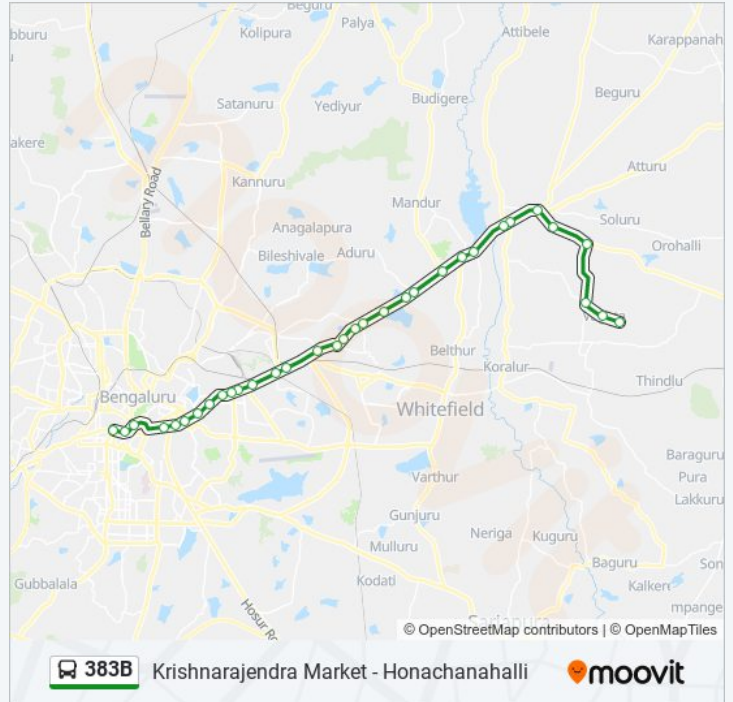 Beguru
Palya
bburu
Kolipura
Attibele
Karappanah
Satanuru
Yediyur
Budigere
Beguru
akere
Bellary Road
Kannuru
Mandur
Atturu
Anagalapura
Bileshivale
Aduru
Soluru
Orohalli
Belthur
Koralur
Thindlu
Bengaluru
Whitefield
Baraguru
Varthur
Pura
Lakkuru
Gunjuru
Neriga
Kuguru
Mulluru
Baguru
Son
Gubbalala
Kodati
Kalkere
mpange
Hosur Ro
Sarjapura
© OpenStreetMap contributors | © OpenMapTiles
383B Krishnarajendra Market - Honachanahalli moovit